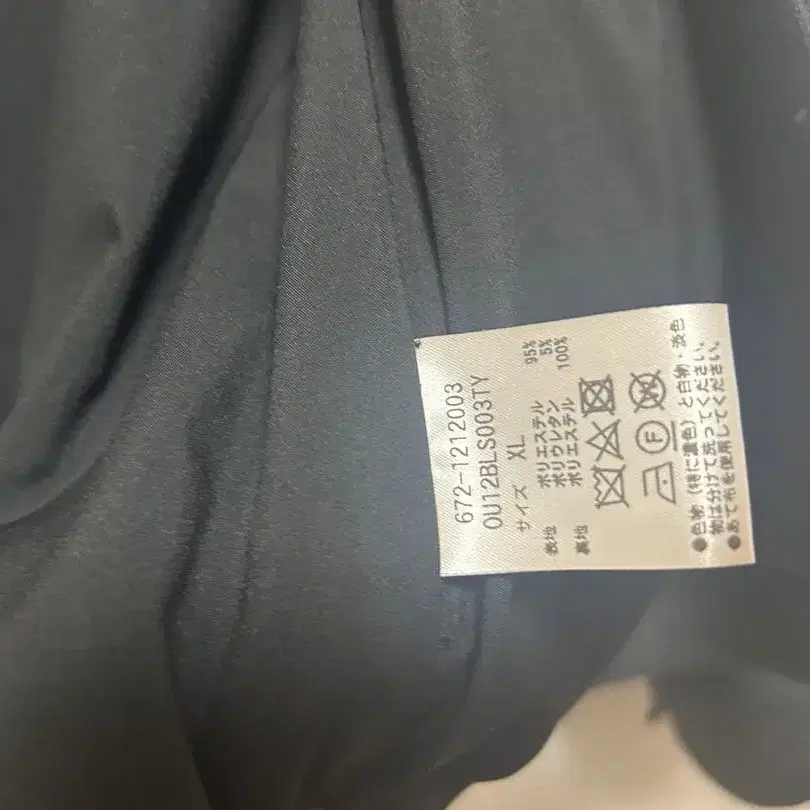 672-1212003
OU12BLS003TY
サイズ XL
表地 ポリエステル 95%
ポリウレタン 5%
裏地 ポリエステル 100%
F W
●色物（特に濃色）と白物・淡色
物は分けて洗ってください。
●あて布を使用してください。